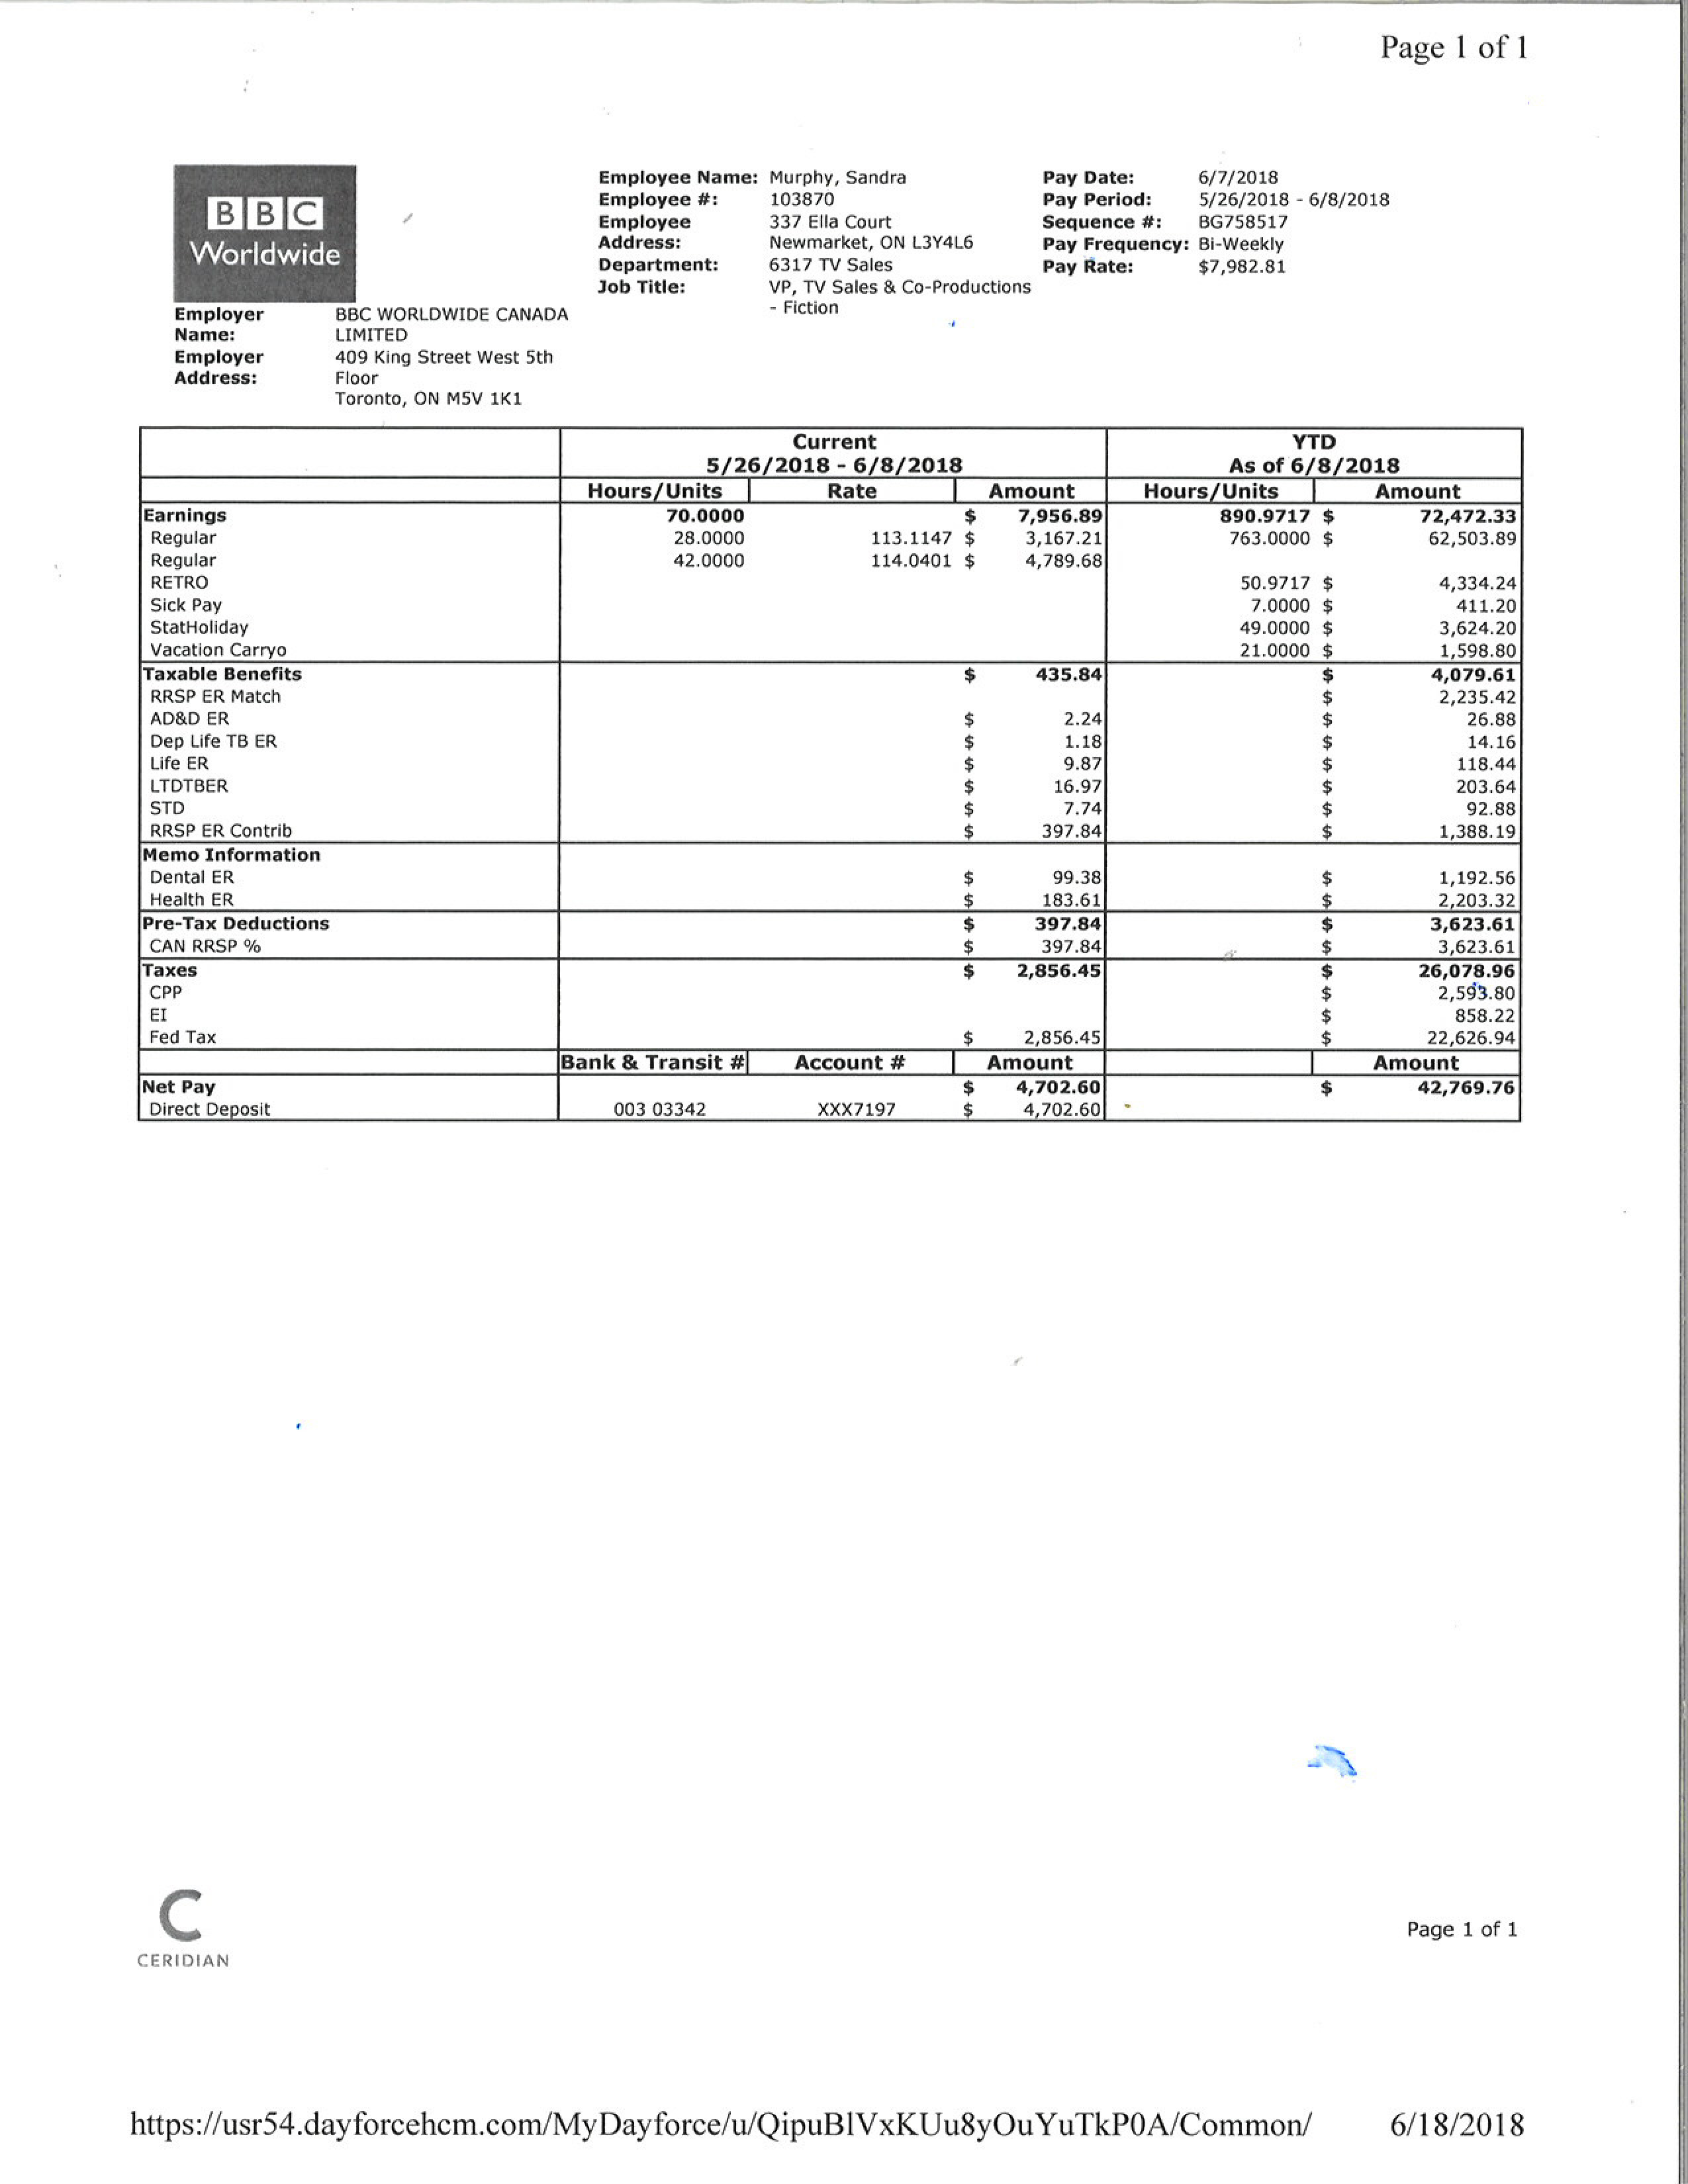 Page 1 of 1
BBC
Worldwide
Employer Name: BBC WORLDWIDE CANADA LIMITED
Employer Address: 409 King Street West 5th Floor
Toronto, ON M5V 1K1
Employee Name: Murphy, Sandra
Employee #: 103870
Employee Address: 337 Ella Court
Newmarket, ON L3Y4L6
Department: 6317 TV Sales
Job Title: VP, TV Sales & Co-Productions - Fiction
Pay Date: 6/7/2018
Pay Period: 5/26/2018 - 6/8/2018
Sequence #: BG758517
Pay Frequency: Bi-Weekly
Pay Rate: $7,982.81
Current YTD
5/26/2018 - 6/8/2018 As of 6/8/2018
Hours/Units Rate Amount Hours/Units Amount
Earnings 70.0000 $ 7,956.89 890.9717 $ 72,472.33
Regular 28.0000 113.1147 $ 3,167.21 763.0000 $ 62,503.89
Regular 42.0000 114.0401 $ 4,789.68
RETRO 50.9717 $ 4,334.24
Sick Pay 7.0000 $ 411.20
StatHoliday 49.0000 $ 3,624.20
Vacation Carryo 21.0000 $ 1,598.80
Taxable Benefits $ 435.84 $ 4,079.61
RRSP ER Match $ 2,235.42
AD&D ER $ 2.24 $ 26.88
Dep Life TB ER $ 1.18 $ 14.16
Life ER $ 9.87 $ 118.44
LTDTBER $ 16.97 $ 203.64
STD $ 7.74 $ 92.88
RRSP ER Contrib $ 397.84 $ 1,388.19
Memo Information
Dental ER $ 99.38 $ 1,192.56
Health ER $ 183.61 $ 2,203.32
Pre-Tax Deductions $ 397.84 $ 3,623.61
CAN RRSP % $ 397.84 $ 3,623.61
Taxes $ 2,856.45 $ 26,078.96
CPP $ 2,593.80
EI $ 858.22
Fed Tax $ 2,856.45 $ 22,626.94
Bank & Transit # Account # Amount Amount
Net Pay $ 4,702.60 $ 42,769.76
Direct Deposit 003 03342 XXX7197 $ 4,702.60
C
CERIDIAN
Page 1 of 1
https://usr54.dayforcehcm.com/MyDayforce/u/QipuBlVxKUu8yOuYuTkP0A/Common/ 6/18/2018